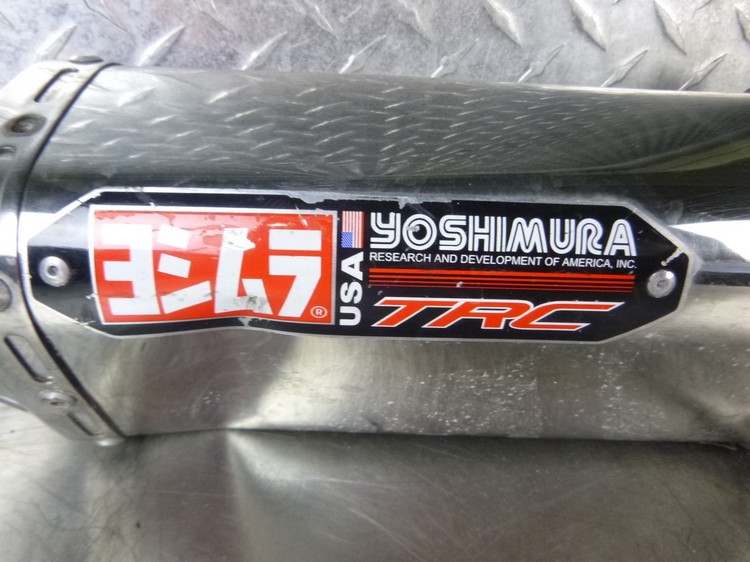 ヨシムラ®
USA
YOSHIMURA
RESEARCH AND DEVELOPMENT OF AMERICA, INC.
TRC